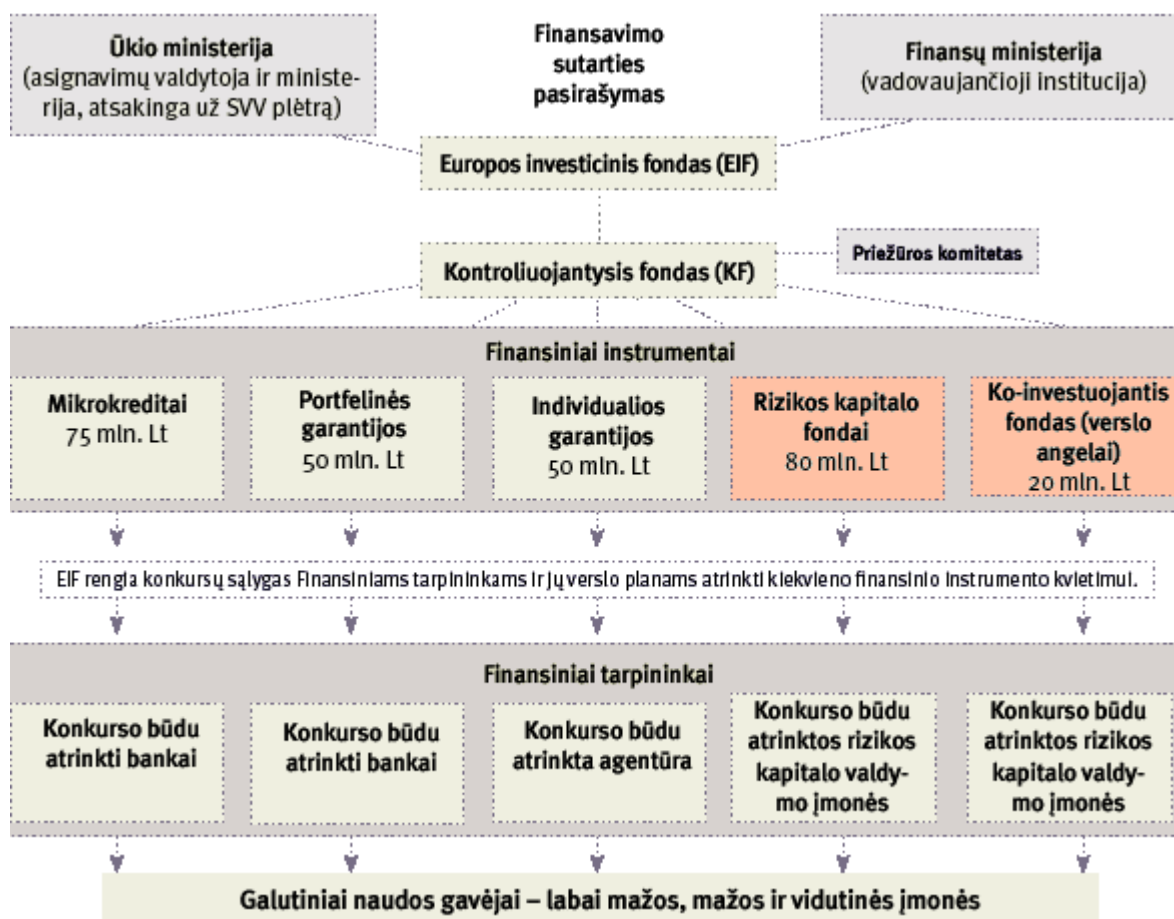 Ūkio ministerija
(asignavimų valdytoja ir ministe-
rija, atsakinga už SVV plėtrą)
Finansavimo
sutarties
pasirašymas
Finansų ministerija
(vadovaujančioji institucija)
Europos investicinis fondas (EIF)
Kontroliuojantysis fondas (KF)
Priežūros komitetas
Finansiniai instrumentai
Mikrokreditai
75 mln. Lt
Portfelinės
garantijos
50 mln. Lt
Individualios
garantijos
50 mln. Lt
Rizikos kapitalo
fondai
80 mln. Lt
Ko-investuojantis
fondas (verslo
angelai)
20 mln. Lt
EIF rengia konkursų sąlygas Finansiniams tarpininkams ir jų verslo planams atrinkti kiekvieno finansinio instrumento kvietimui.
Finansiniai tarpininkai
Konkurso būdu
atrinkti bankai
Konkurso būdu
atrinkti bankai
Konkurso būdu
atrinkta agentūra
Konkurso būdu
atrinktos rizikos
kapitalo valdy-
mo įmonės
Konkurso būdu
atrinktos rizikos
kapitalo valdy-
mo įmonės
Galutiniai naudos gavėjai – labai mažos, mažos ir vidutinės įmonės